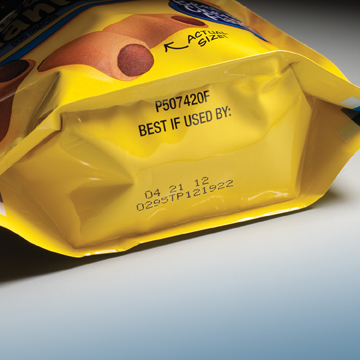 ACTUAL
SIZE!
P507420F
BEST IF USED BY:
04 21 12
0295TP121922